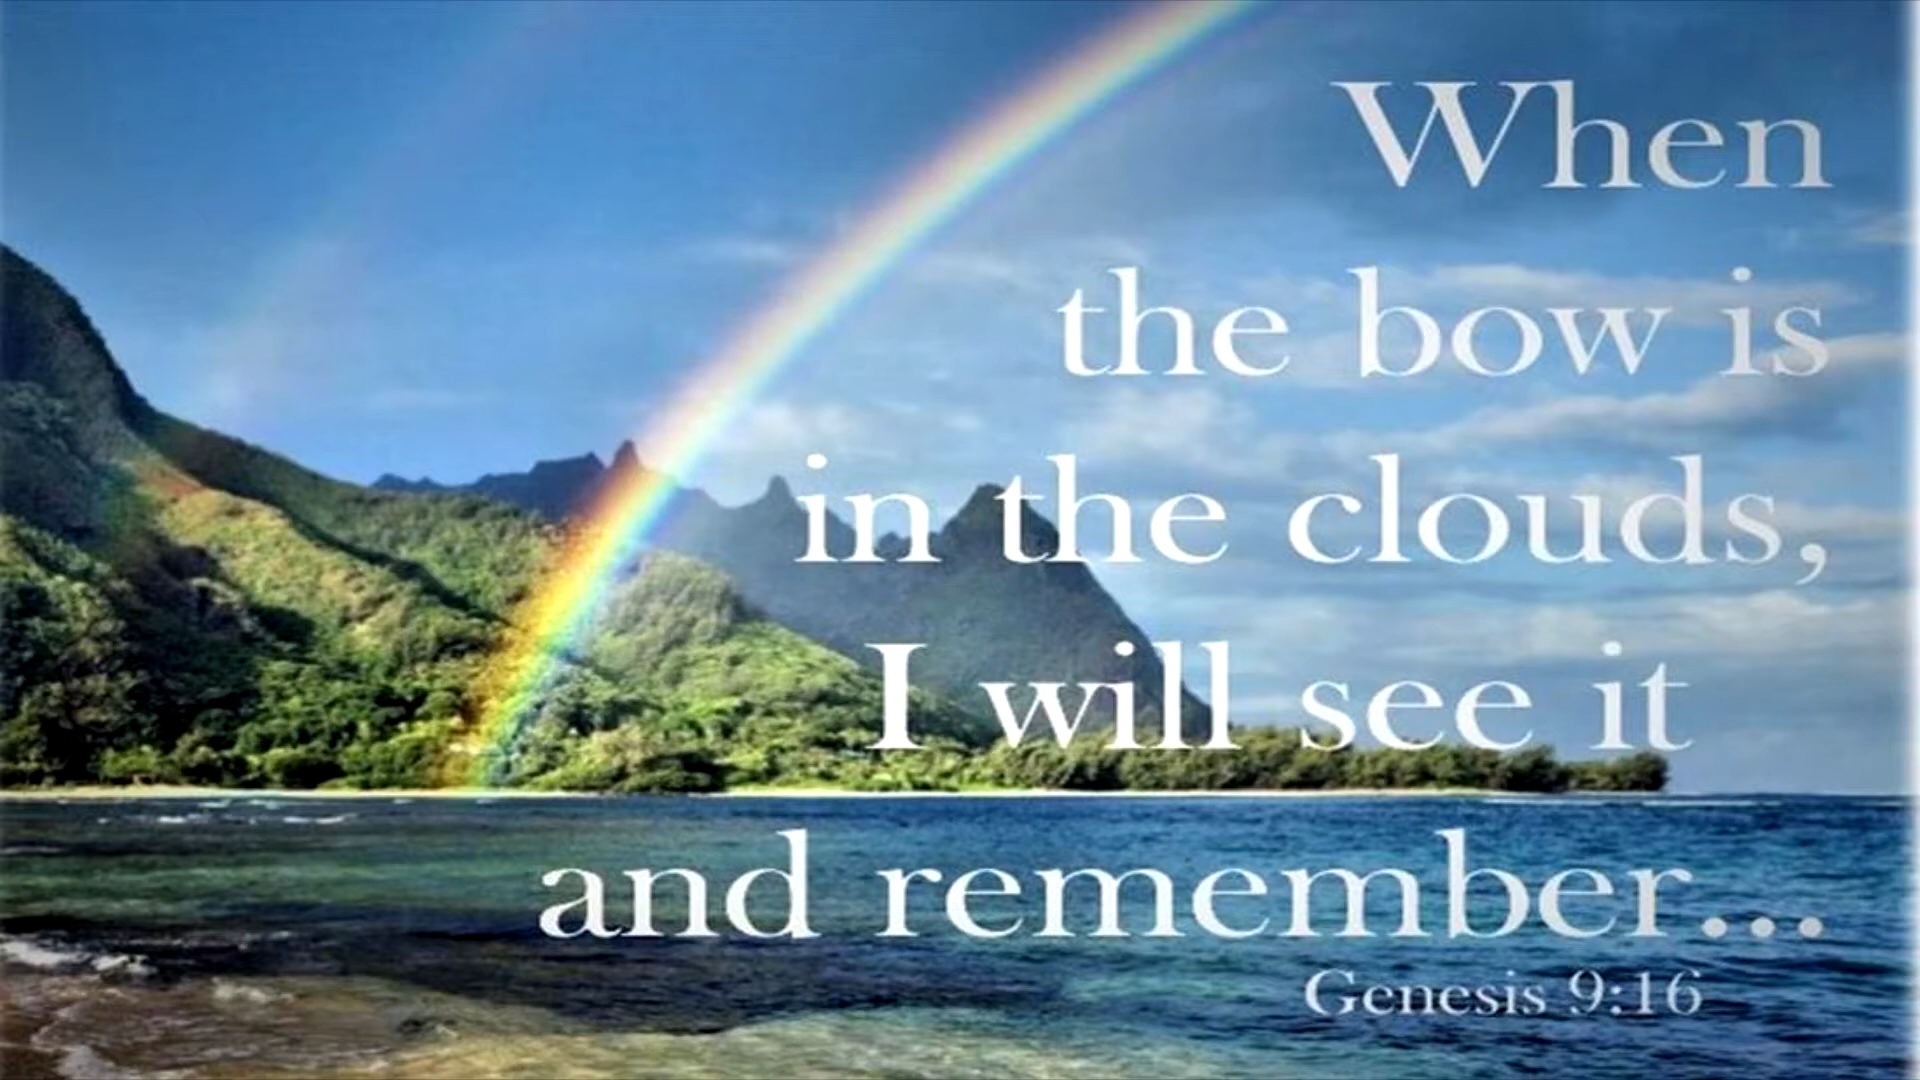 When
the bow is
in the clouds,
I will see it
and remember...
Genesis 9:16